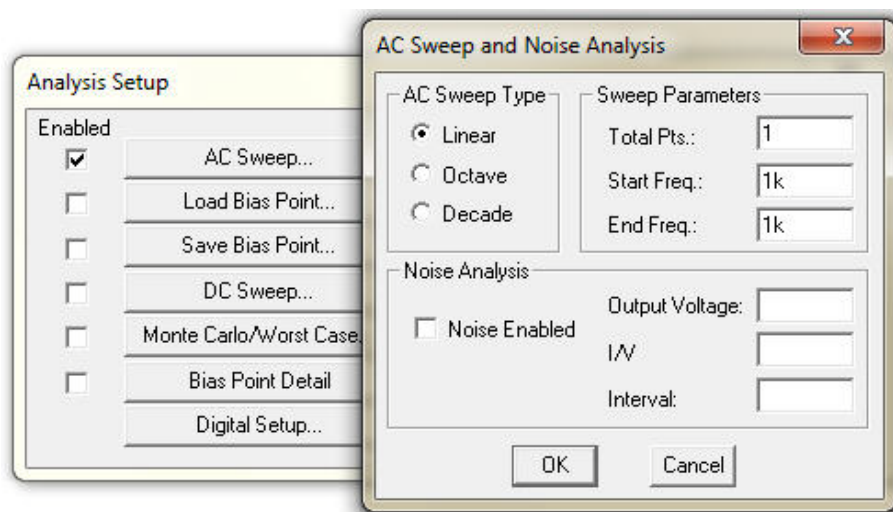 Analysis Setup
Enabled
AC Sweep...
Load Bias Point...
Save Bias Point...
DC Sweep...
Monte Carlo/Worst Case.
Bias Point Detail
Digital Setup...
AC Sweep and Noise Analysis
AC Sweep Type
Linear
Octave
Decade
Sweep Parameters
Total Pts.: 1
Start Freq.: 1k
End Freq.: 1k
Noise Analysis
Noise Enabled
Output Voltage:
I/V
Interval:
OK
Cancel